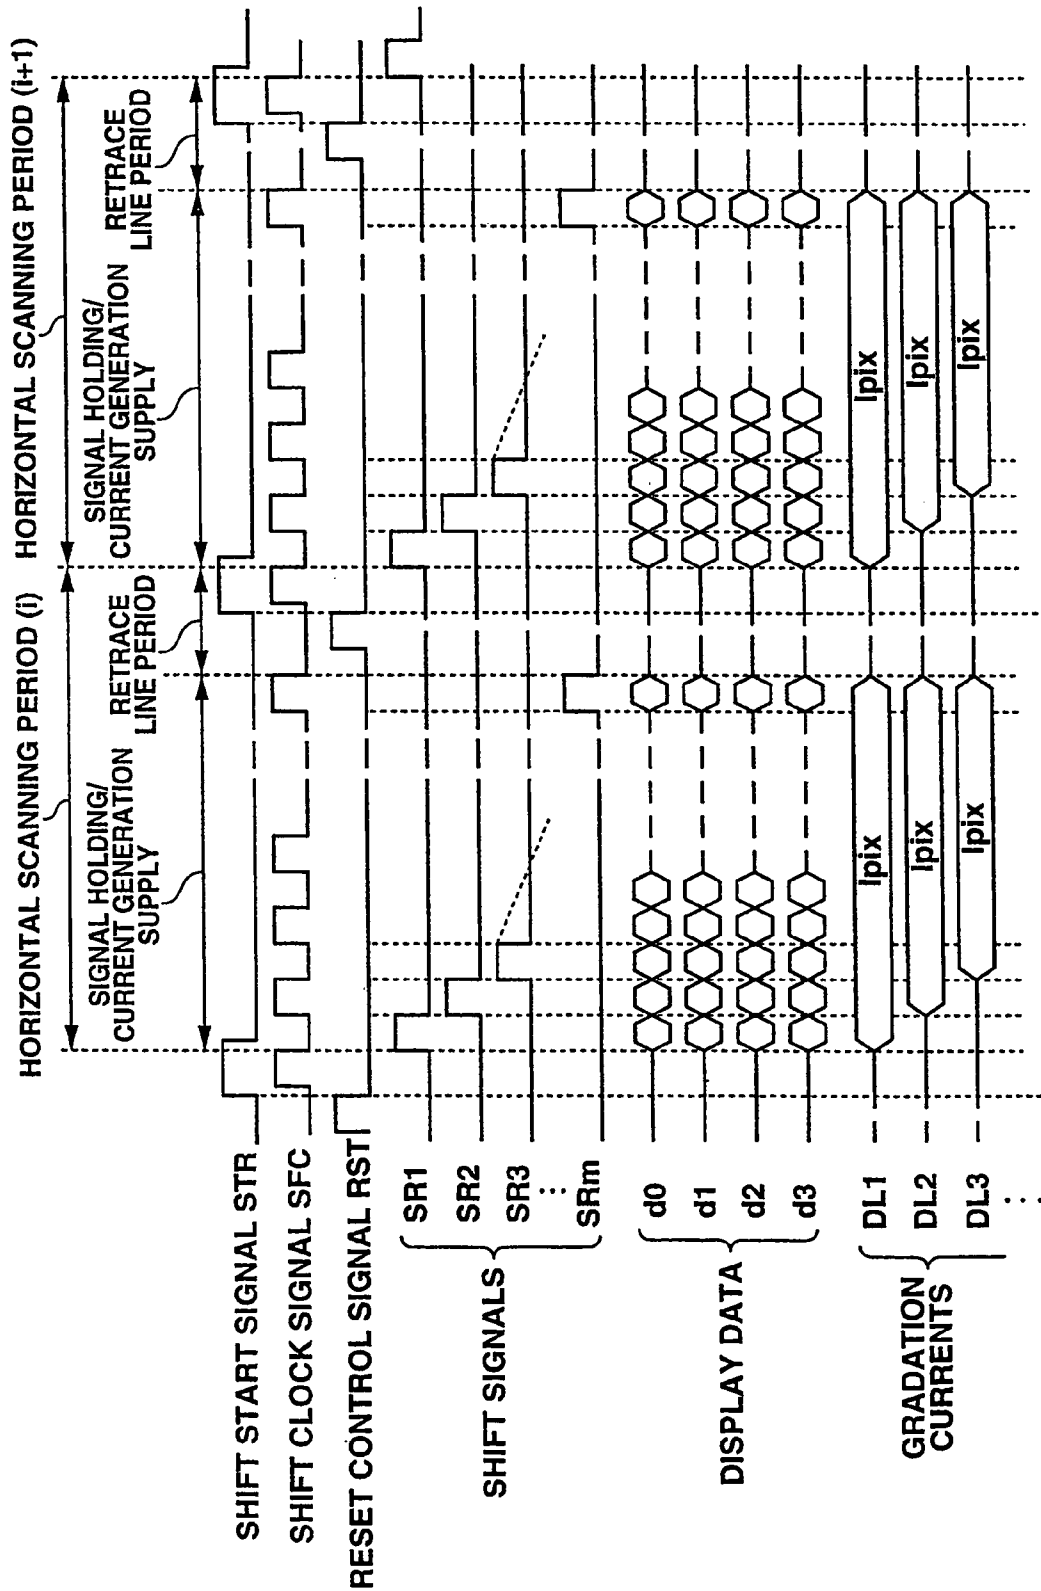 HORIZONTAL SCANNING PERIOD (i)
HORIZONTAL SCANNING PERIOD (i+1)
SIGNAL HOLDING/
CURRENT GENERATION
SUPPLY
RETRACE
LINE PERIOD
SIGNAL HOLDING/
CURRENT GENERATION
SUPPLY
RETRACE
LINE PERIOD
SHIFT START SIGNAL STR
SHIFT CLOCK SIGNAL SFC
RESET CONTROL SIGNAL RST
SHIFT SIGNALS
SR1
SR2
SR3
SRm
DISPLAY DATA
d0
d1
d2
d3
GRADATION
CURRENTS
DL1
Ipix
Ipix
DL2
Ipix
Ipix
DL3
Ipix
Ipix